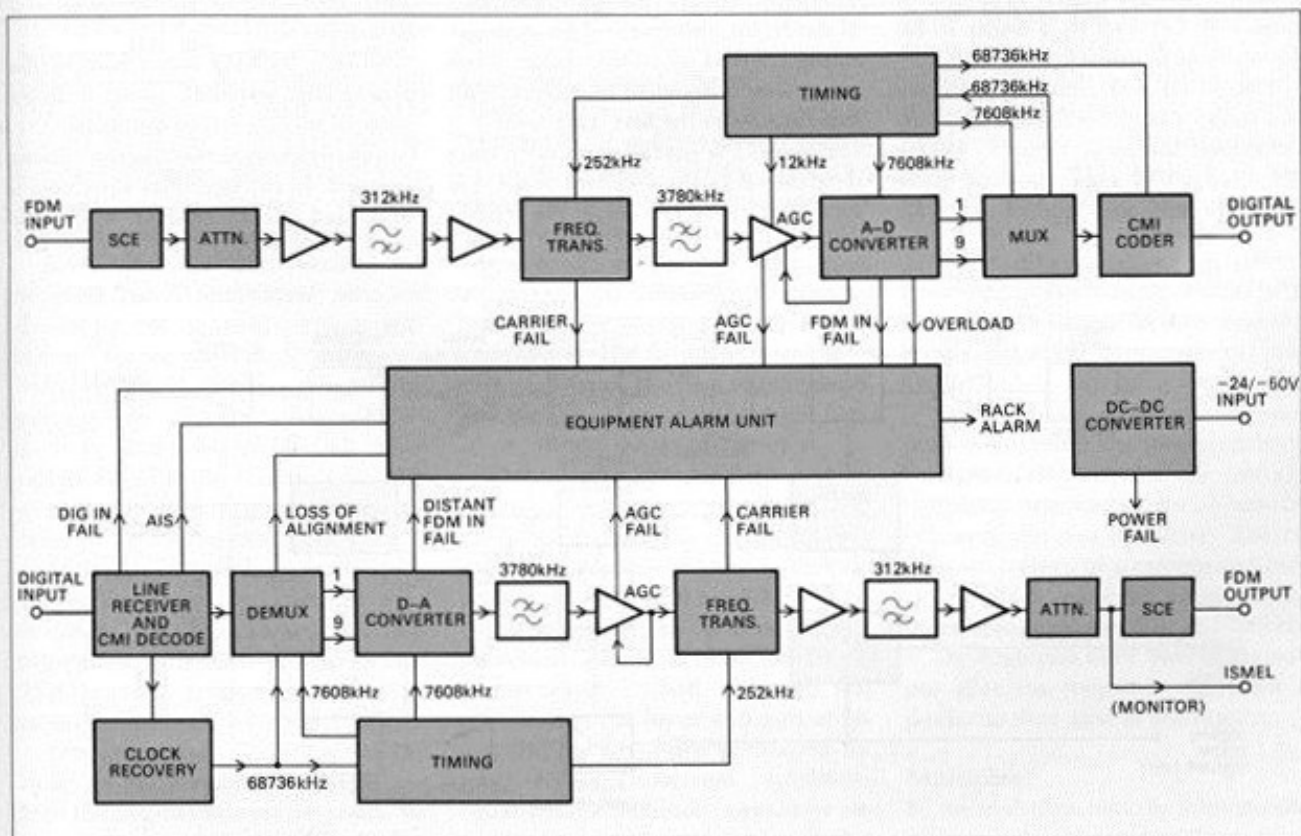 68736kHz
TIMING
68736kHz
7608kHz
252kHz
12kHz
7608kHz
FDM
INPUT
312kHz
3780kHz
AGC
1
9
SCE
ATTN.
FREQ.
TRANS.
A–D
CONVERTER
MUX
CMI
CODER
DIGITAL
OUTPUT
CARRIER
FAIL
AGC
FAIL
FDM IN
FAIL
OVERLOAD
EQUIPMENT ALARM UNIT
RACK
ALARM
DC–DC
CONVERTER
–24/–50V
INPUT
POWER
FAIL
DIG IN
FAIL
AIS
LOSS OF
ALIGNMENT
DISTANT
FDM IN
FAIL
AGC
FAIL
CARRIER
FAIL
DIGITAL
INPUT
LINE
RECEIVER
AND
CMI DECODE
DEMUX
1
9
D–A
CONVERTER
3780kHz
AGC
FREQ.
TRANS.
312kHz
ATTN.
SCE
FDM
OUTPUT
ISMEL
(MONITOR)
7608kHz
7608kHz
252kHz
CLOCK
RECOVERY
68736kHz
TIMING